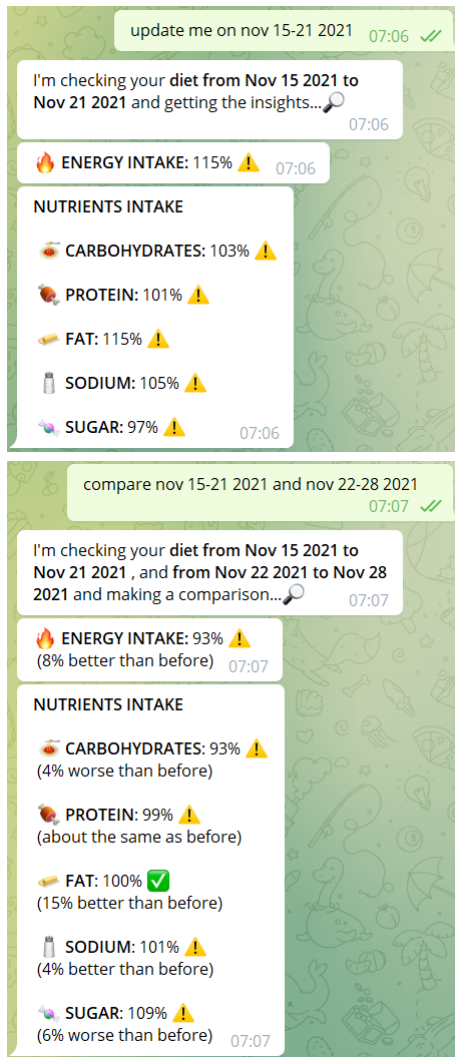 update me on nov 15-21 2021 07:06
I'm checking your diet from Nov 15 2021 to
Nov 21 2021 and getting the insights...
07:06
ENERGY INTAKE: 115% 07:06
NUTRIENTS INTAKE
CARBOHYDRATES: 103%
PROTEIN: 101%
FAT: 115%
SODIUM: 105%
SUGAR: 97%
07:06
compare nov 15-21 2021 and nov 22-28 2021
07:07
I'm checking your diet from Nov 15 2021 to
Nov 21 2021 , and from Nov 22 2021 to Nov 28
2021 and making a comparison...
07:07
ENERGY INTAKE: 93%
(8% better than before) 07:07
NUTRIENTS INTAKE
CARBOHYDRATES: 93%
(4% worse than before)
PROTEIN: 99%
(about the same as before)
FAT: 100%
(15% better than before)
SODIUM: 101%
(4% better than before)
SUGAR: 109%
(6% worse than before) 07:07